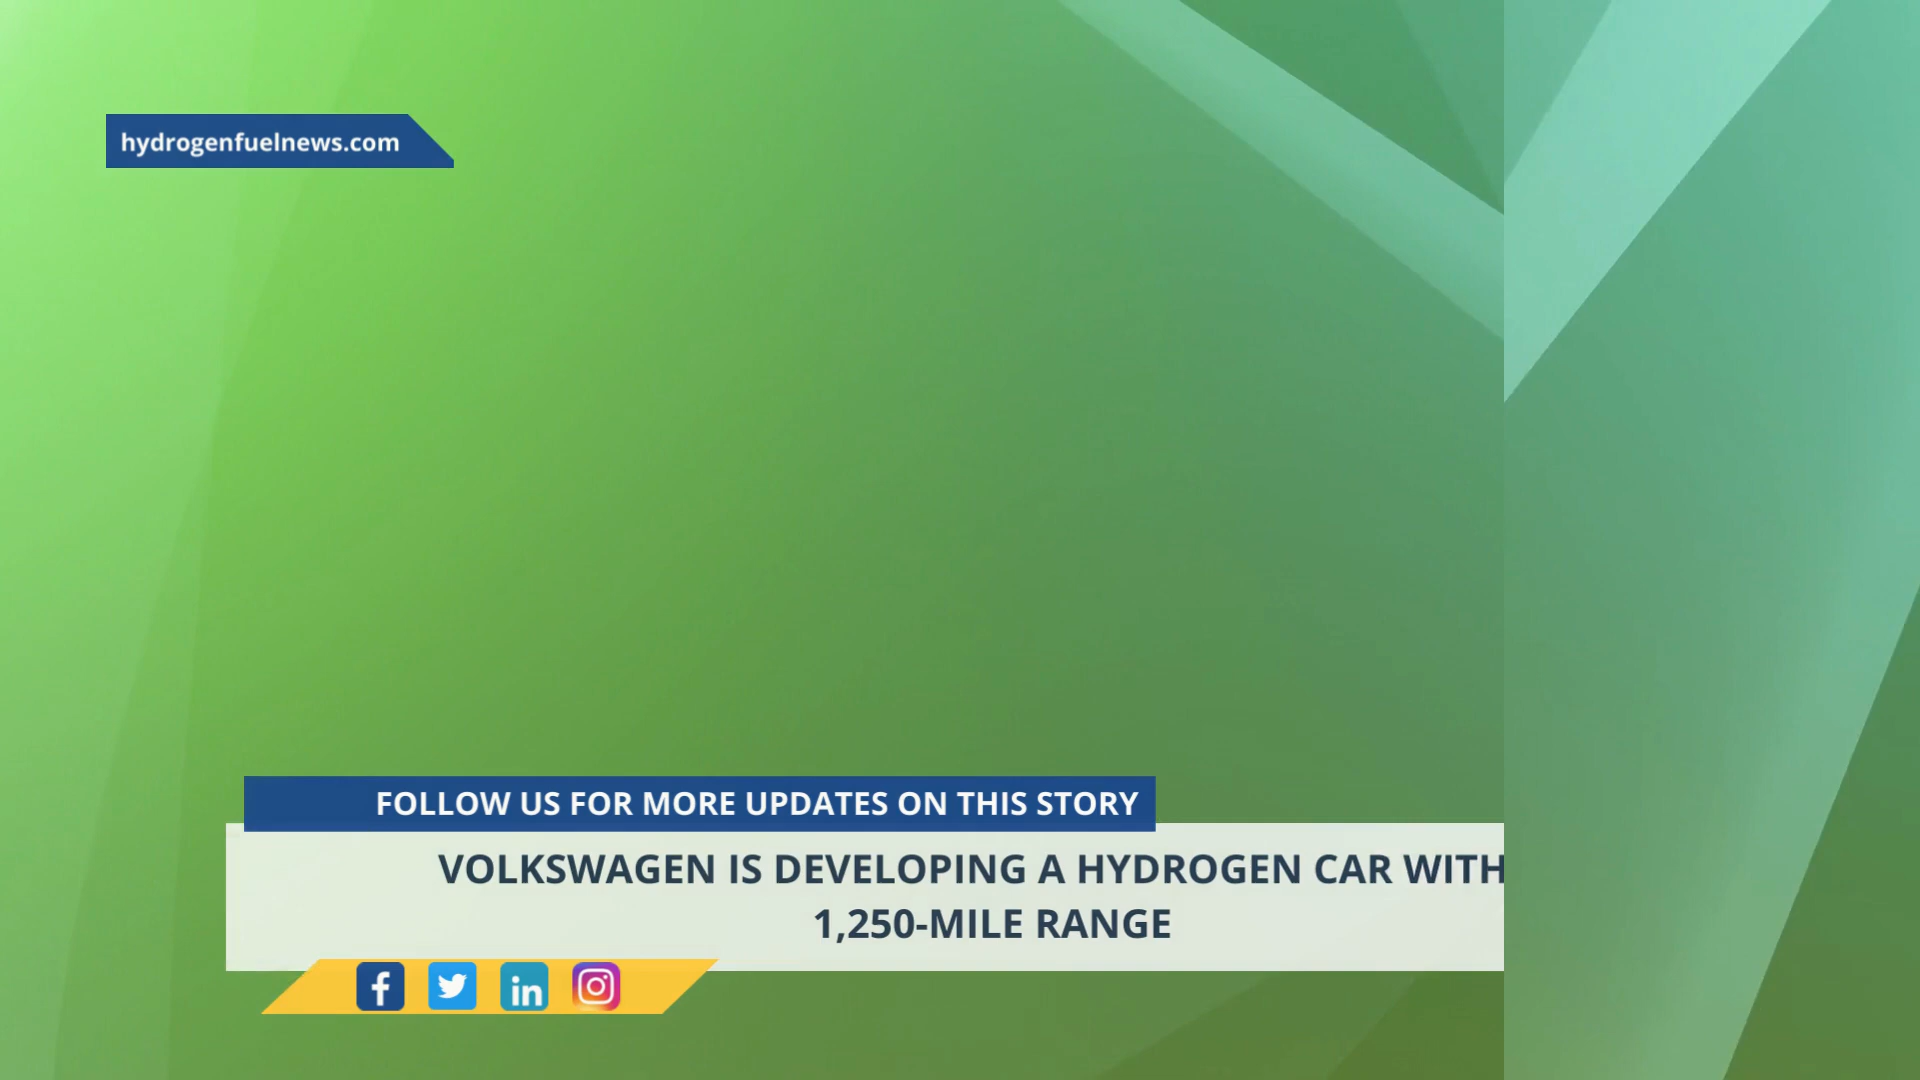 hydrogenfuelnews.com
FOLLOW US FOR MORE UPDATES ON THIS STORY
VOLKSWAGEN IS DEVELOPING A HYDROGEN CAR WITH
1,250-MILE RANGE